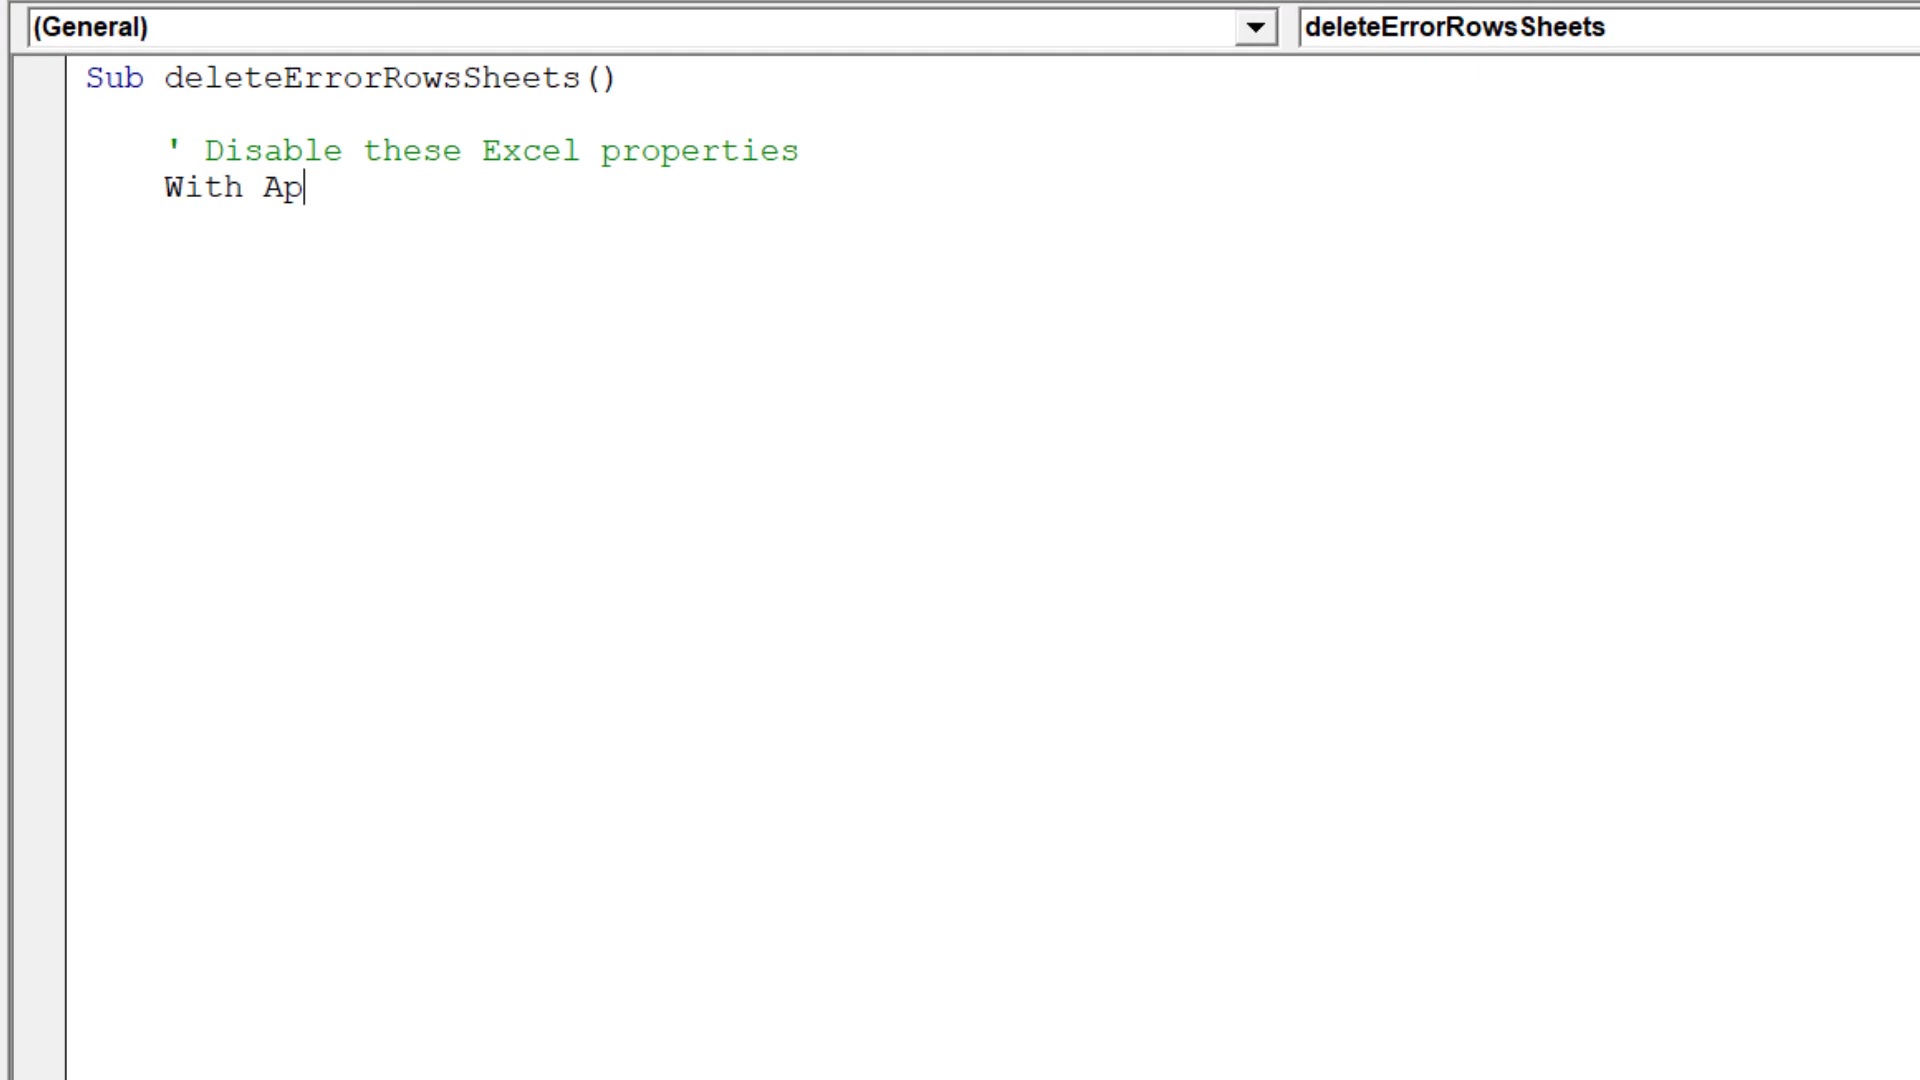 (General) deleteErrorRowsSheets
Sub deleteErrorRowsSheets()
' Disable these Excel properties
With Ap